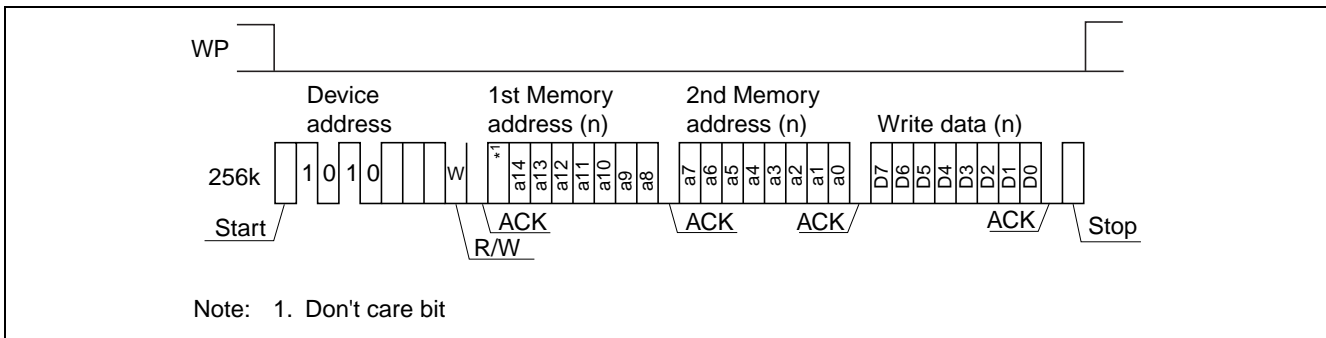 WP
Device
address
1st Memory
address (n)
2nd Memory
address (n)
Write data (n)
256k
1 0 1 0 W *1 a14 a13 a12 a11 a10 a9 a8 a7 a6 a5 a4 a3 a2 a1 a0 D7 D6 D5 D4 D3 D2 D1 D0
Start
R/W
ACK
ACK
ACK
ACK
Stop
Note: 1. Don't care bit